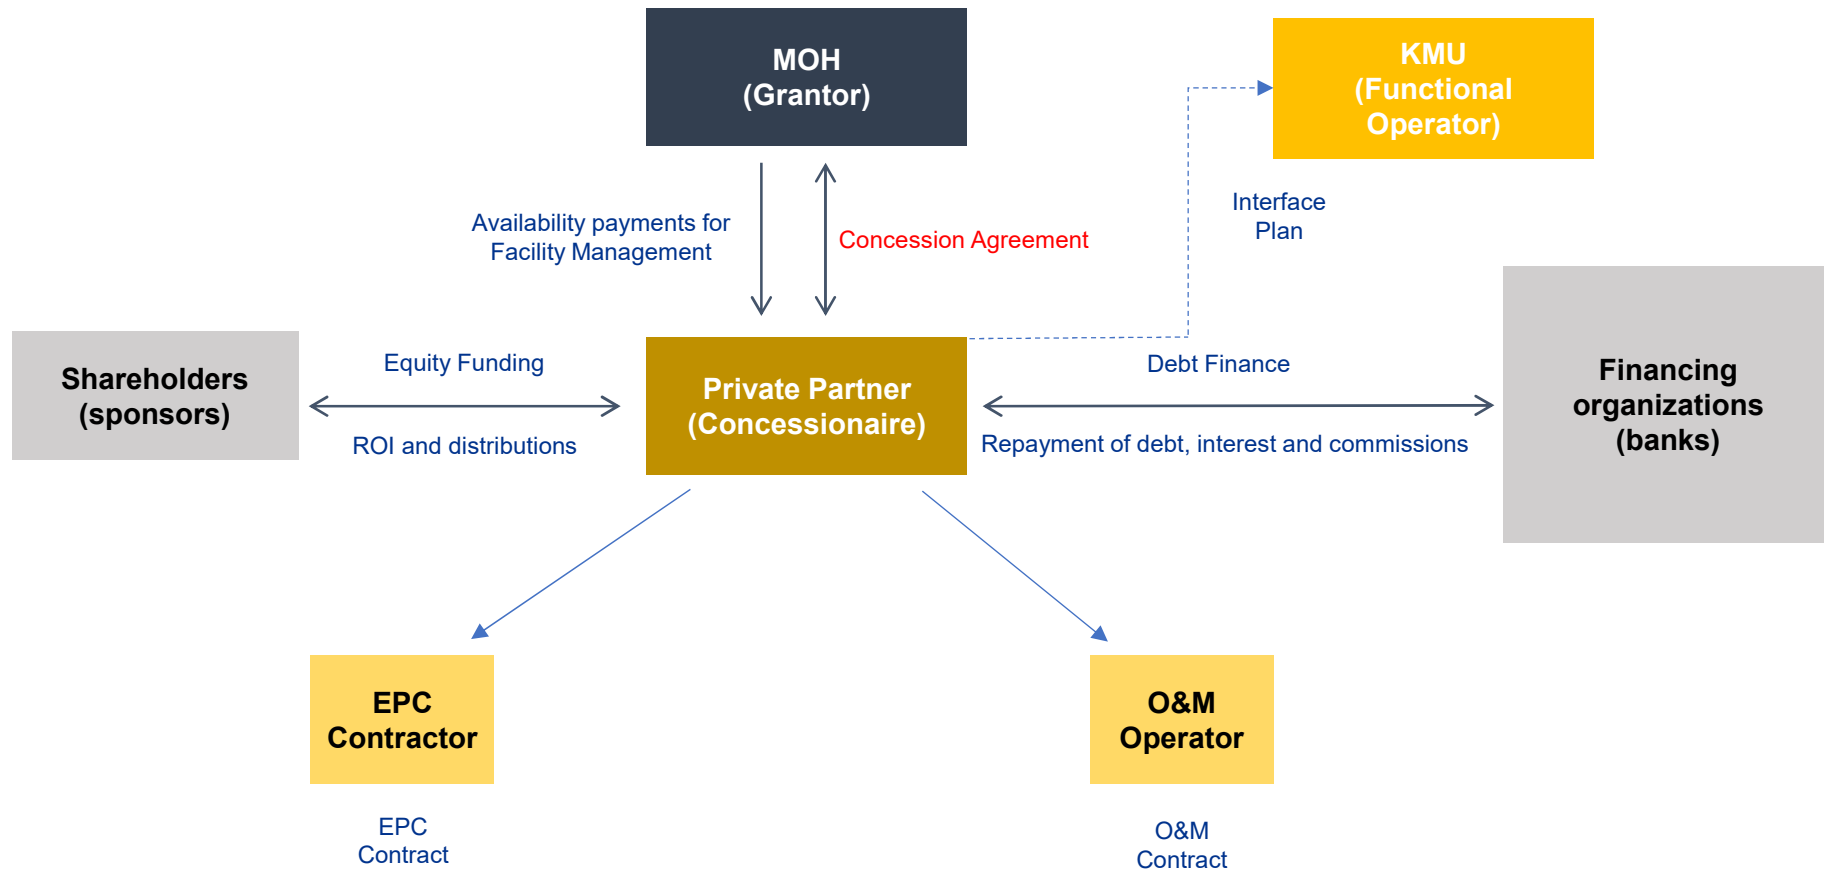 MOH
(Grantor)
KMU
(Functional
Operator)
Availability payments for
Facility Management
Concession Agreement
Interface
Plan
Shareholders
(sponsors)
Equity Funding
ROI and distributions
Private Partner
(Concessionaire)
Debt Finance
Repayment of debt, interest and commissions
Financing
organizations
(banks)
EPC
Contractor
O&M
Operator
EPC
Contract
O&M
Contract